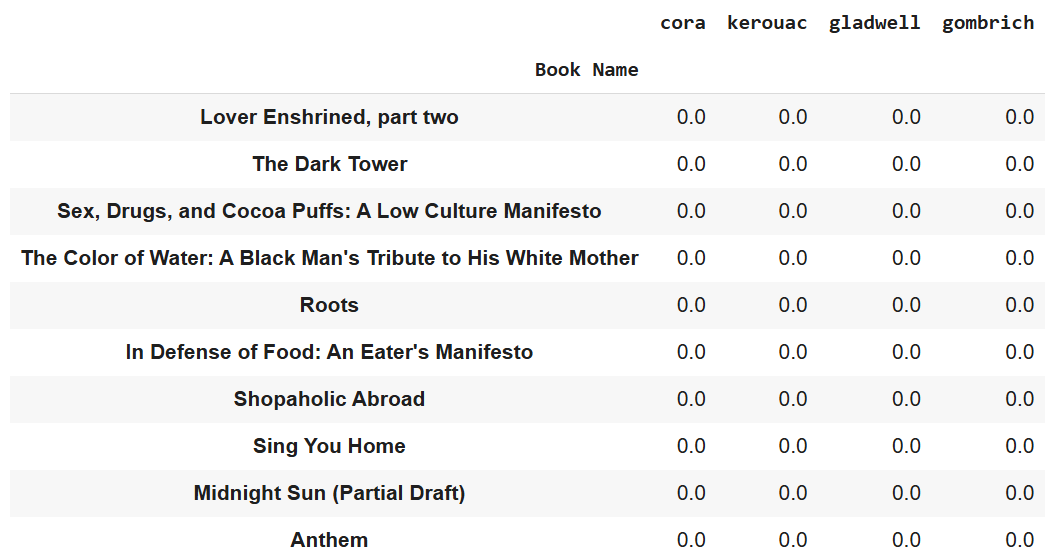 cora kerouac gladwell gombrich
Book Name
Lover Enshrined, part two 0.0 0.0 0.0 0.0
The Dark Tower 0.0 0.0 0.0 0.0
Sex, Drugs, and Cocoa Puffs: A Low Culture Manifesto 0.0 0.0 0.0 0.0
The Color of Water: A Black Man's Tribute to His White Mother 0.0 0.0 0.0 0.0
Roots 0.0 0.0 0.0 0.0
In Defense of Food: An Eater's Manifesto 0.0 0.0 0.0 0.0
Shopaholic Abroad 0.0 0.0 0.0 0.0
Sing You Home 0.0 0.0 0.0 0.0
Midnight Sun (Partial Draft) 0.0 0.0 0.0 0.0
Anthem 0.0 0.0 0.0 0.0